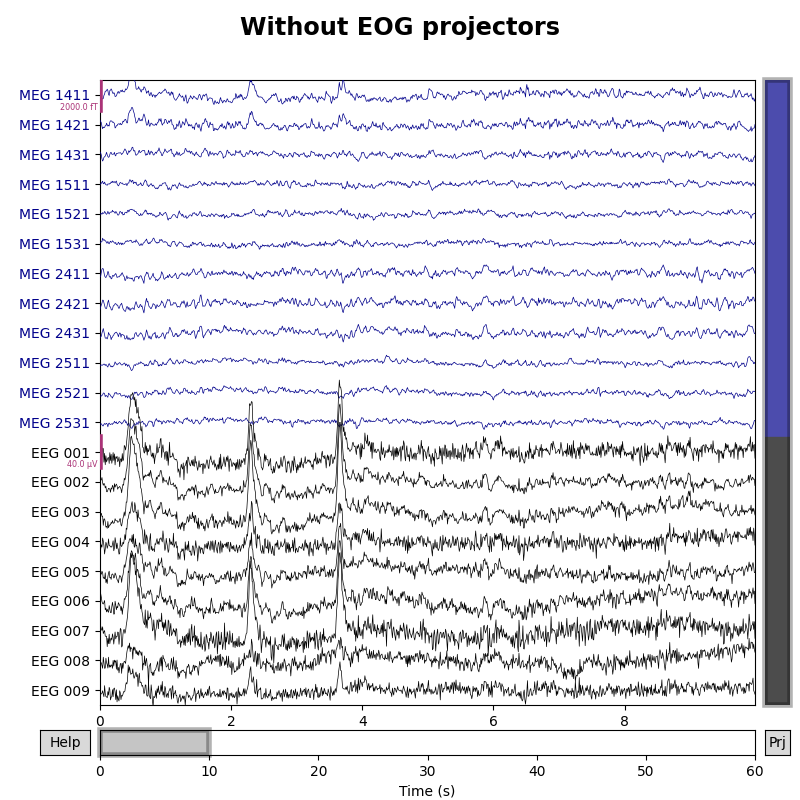 Without EOG projectors
MEG 1411
2000.0 fT
MEG 1421
MEG 1431
MEG 1511
MEG 1521
MEG 1531
MEG 2411
MEG 2421
MEG 2431
MEG 2511
MEG 2521
MEG 2531
EEG 001
40.0 µV
EEG 002
EEG 003
EEG 004
EEG 005
EEG 006
EEG 007
EEG 008
EEG 009
0 2 4 6 8
Help Prj
0 10 20 30 40 50 60
Time (s)